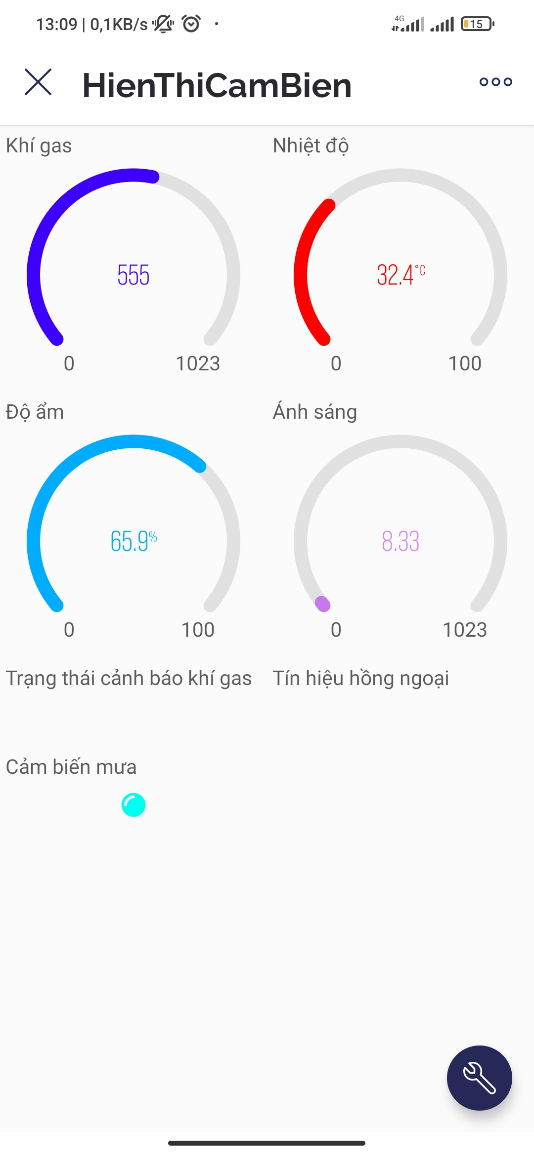 13:09 | 0,1KB/s
4G
15
HienThiCamBien
Khí gas
Nhiệt độ
555
32.4°C
0
1023
0
100
Độ ẩm
Ánh sáng
65.9%
8.33
0
100
0
1023
Trạng thái cảnh báo khí gas
Tín hiệu hồng ngoại
Cảm biến mưa